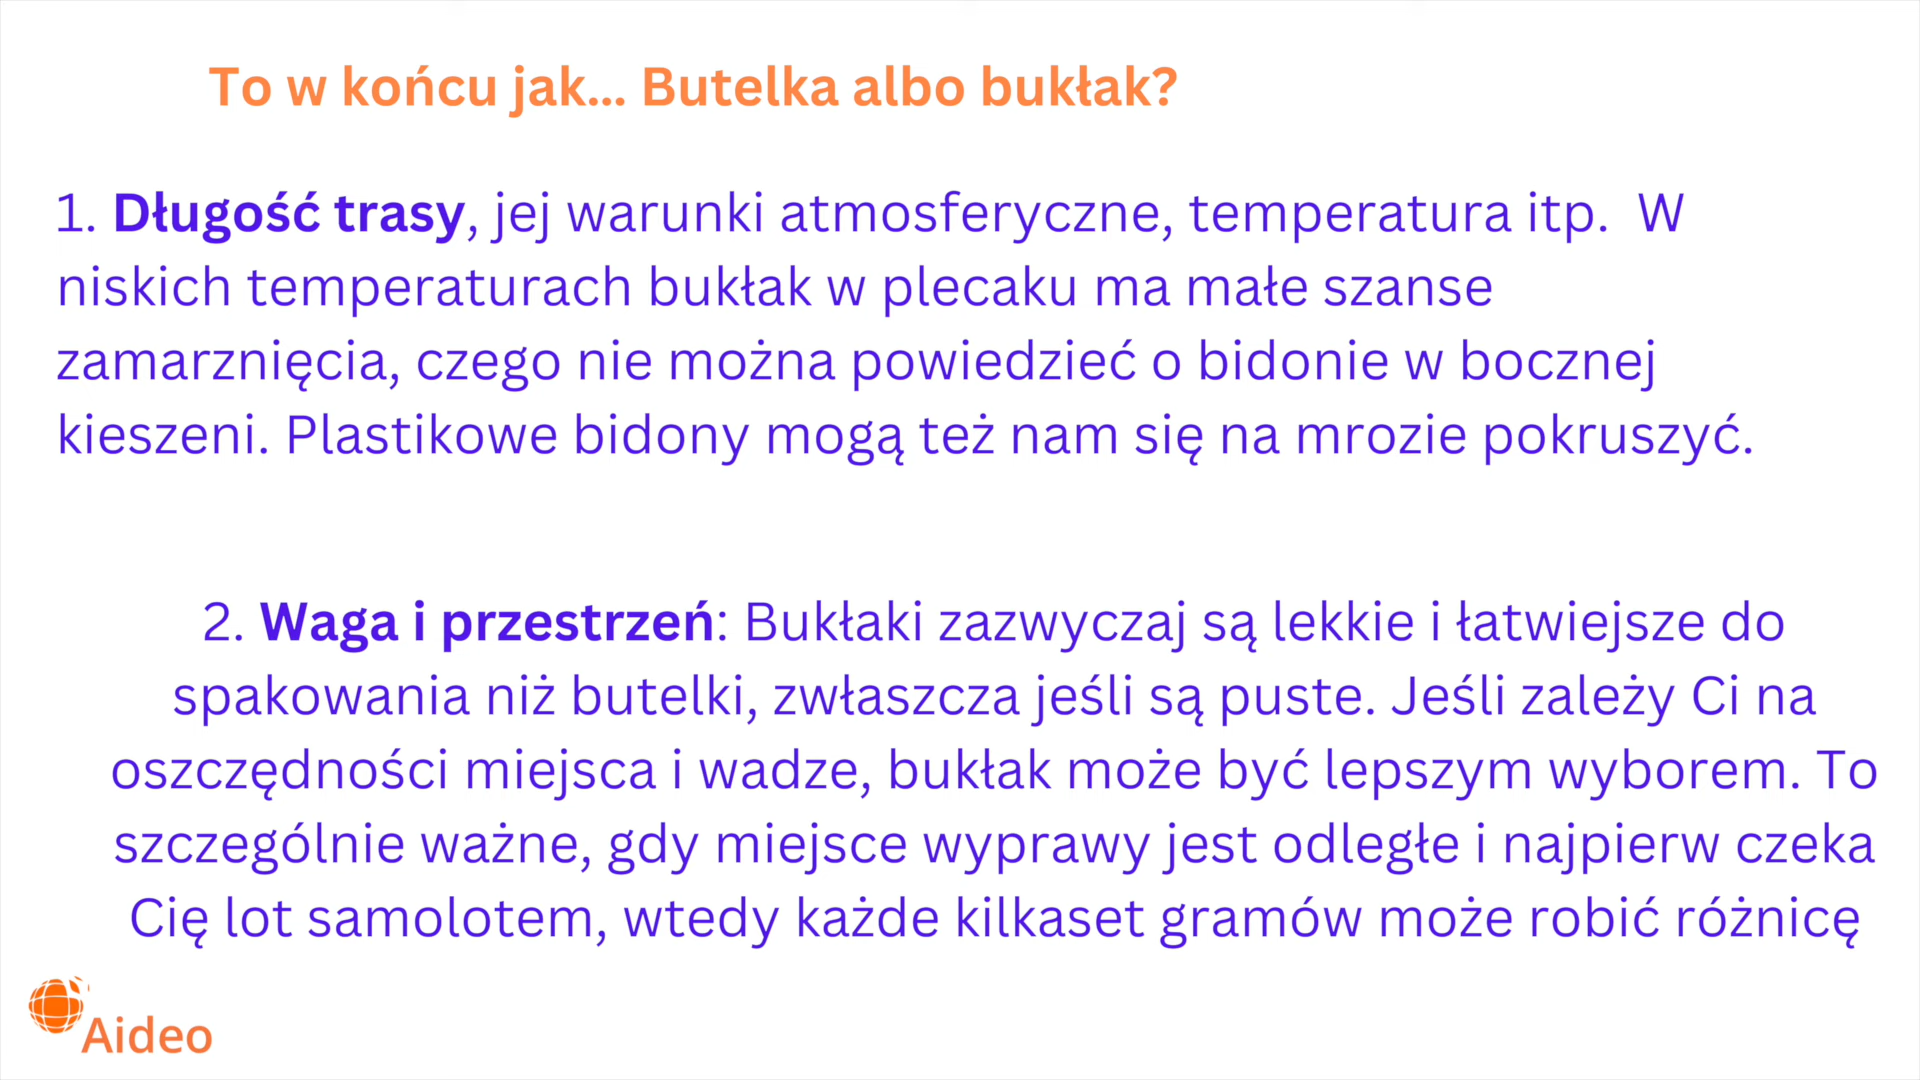 To w końcu jak... Butelka albo bukłak?
1. Długość trasy, jej warunki atmosferyczne, temperatura itp.  W
niskich temperaturach bukłak w plecaku ma małe szanse
zamarznięcia, czego nie można powiedzieć o bidonie w bocznej
kieszeni. Plastikowe bidony mogą też nam się na mrozie pokruszyć.
2. Waga i przestrzeń: Bukłaki zazwyczaj są lekkie i łatwiejsze do
spakowania niż butelki, zwłaszcza jeśli są puste. Jeśli zależy Ci na
oszczędności miejsca i wadze, bukłak może być lepszym wyborem. To
szczególnie ważne, gdy miejsce wyprawy jest odległe i najpierw czeka
Cię lot samolotem, wtedy każde kilkaset gramów może robić różnicę
Aideo